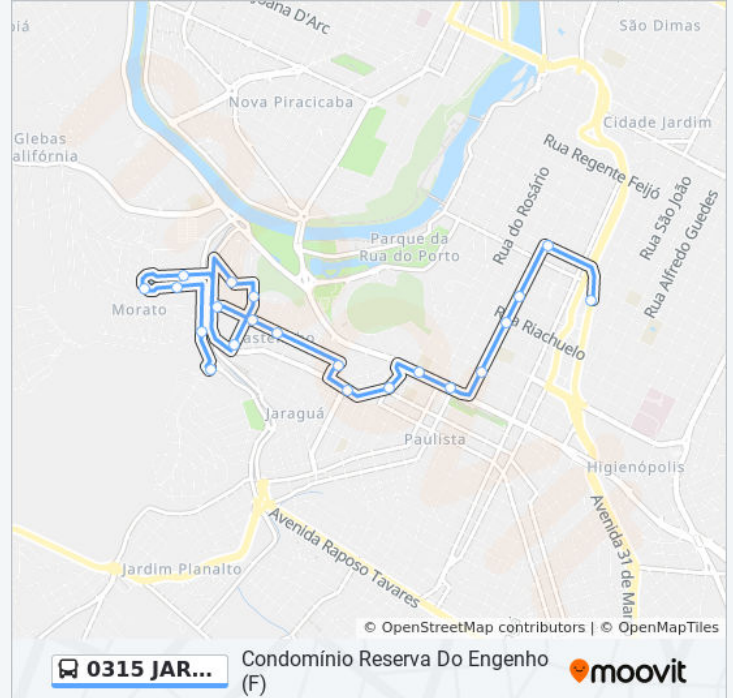 Joana D'Arc
São Dimas
Nova Piracicaba
Cidade Jardim
Glebas
alifórnia
Rua Regente Feijó
Rua do Rosário
Rua São João
Rua Alfredo Guedes
Parque da
Rua do Porto
Morato
Rua Riachuelo
Jaraguá
Paulista
Higienópolis
Avenida 31 de Mar
Avenida Raposo Tavares
Jardim Planalto
© OpenStreetMap contributors | © OpenMapTiles
0315 JAR...
Condomínio Reserva Do Engenho
(F)
moovit